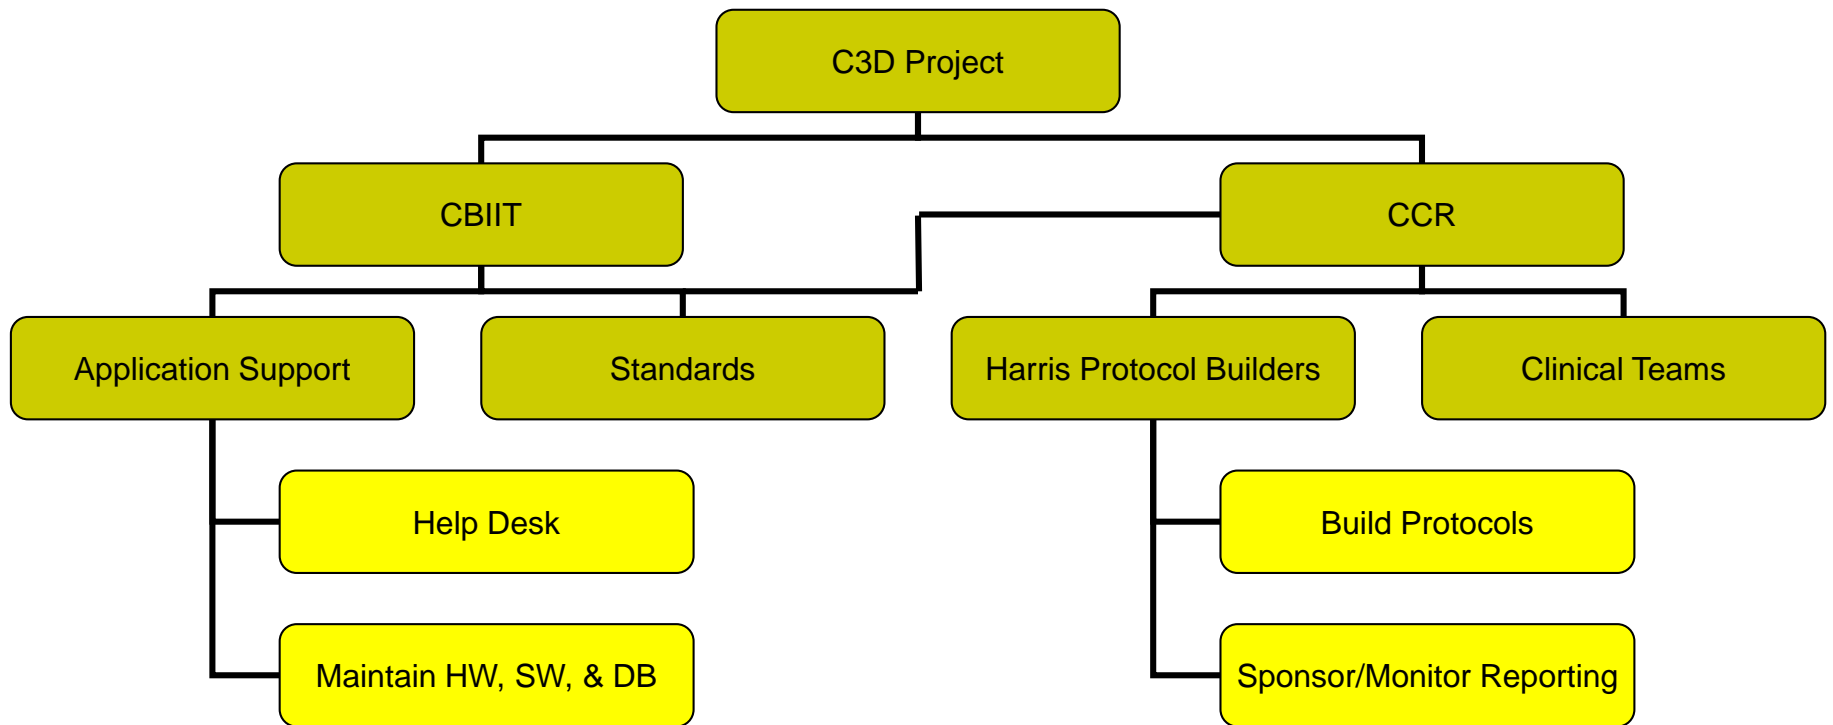 C3D Project
CBIIT
CCR
Application Support
Standards
Harris Protocol Builders
Clinical Teams
Help Desk
Build Protocols
Maintain HW, SW, & DB
Sponsor/Monitor Reporting